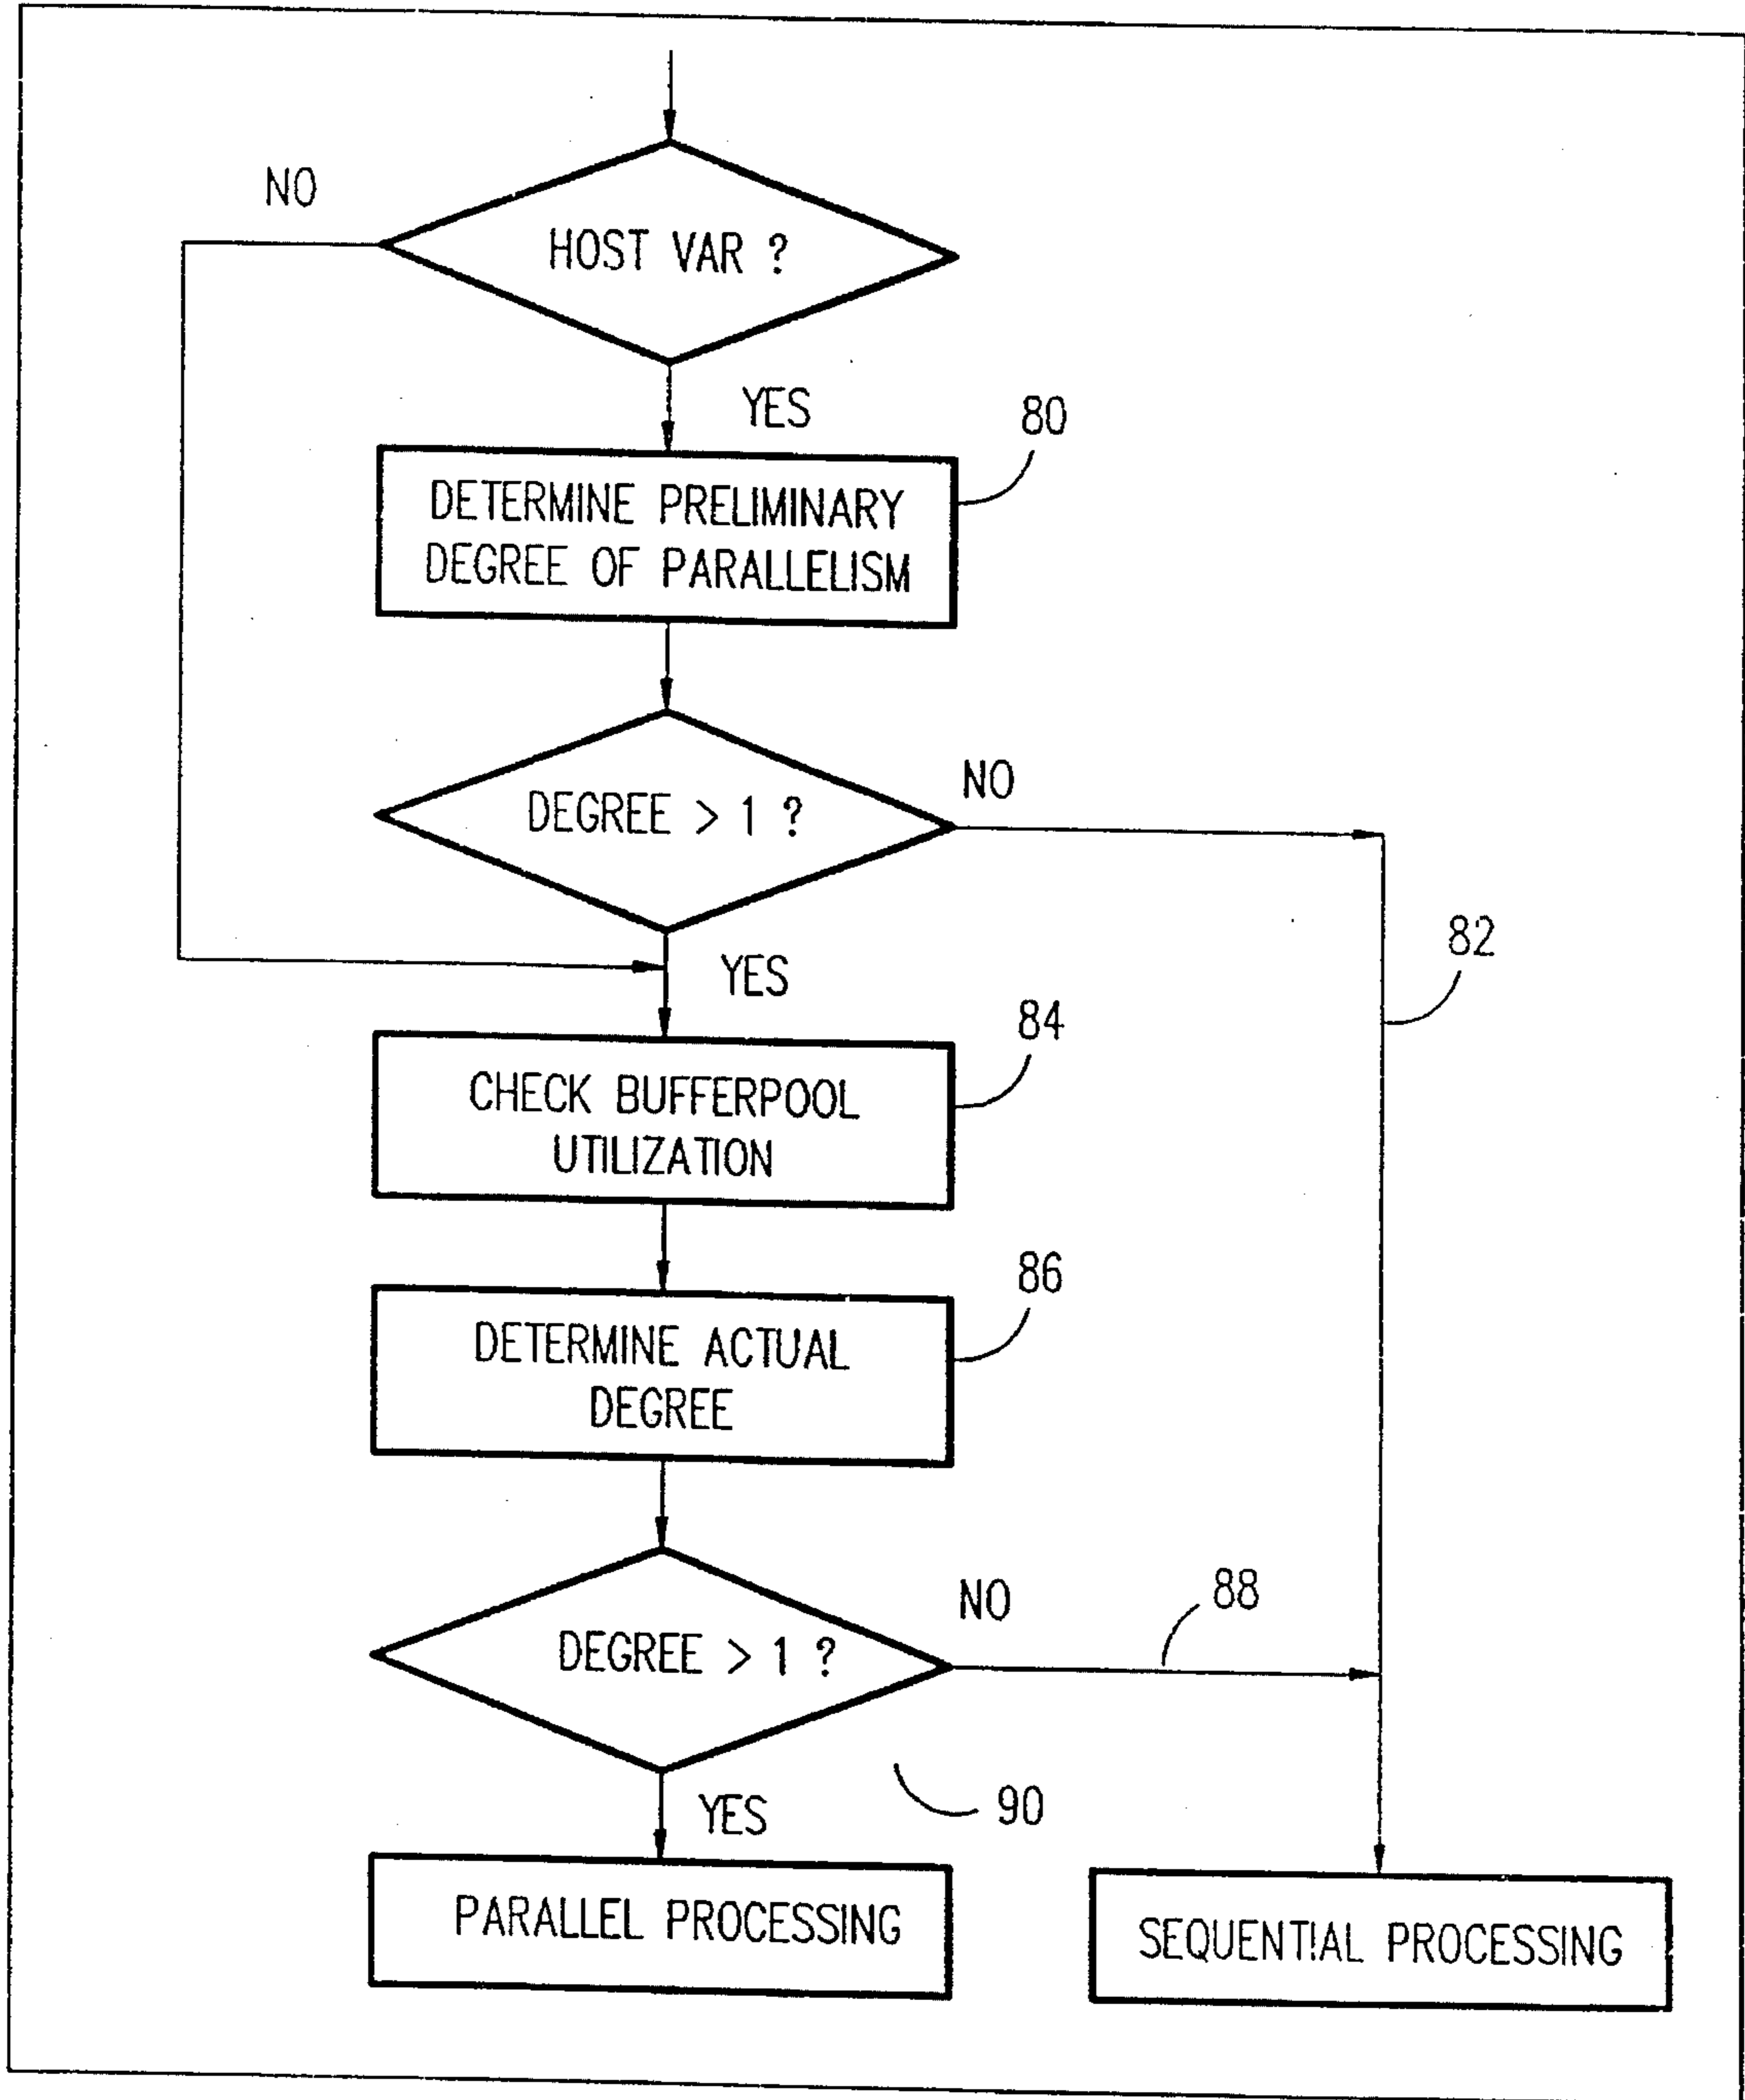 NO
HOST VAR ?
YES
80
DETERMINE PRELIMINARY
DEGREE OF PARALLELISM
DEGREE > 1 ?
NO
82
YES
84
CHECK BUFFERPOOL
UTILIZATION
86
DETERMINE ACTUAL
DEGREE
DEGREE > 1 ?
NO
88
90
YES
PARALLEL PROCESSING
SEQUENTIAL PROCESSING